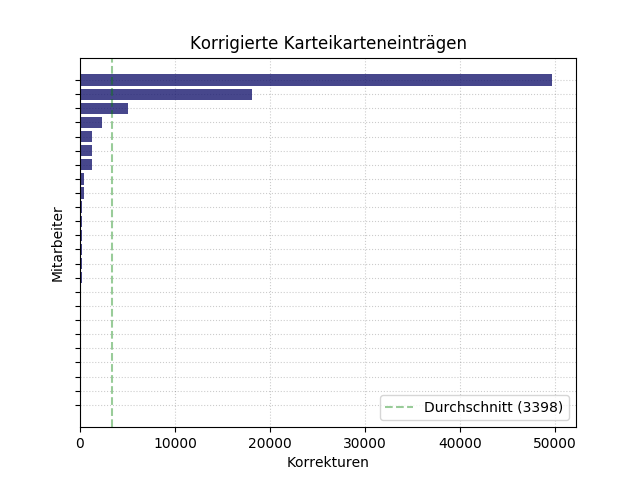 Korrigierte Karteikarteneinträgen
Mitarbeiter
Durchschnitt (3398)
0 10000 20000 30000 40000 50000
Korrekturen